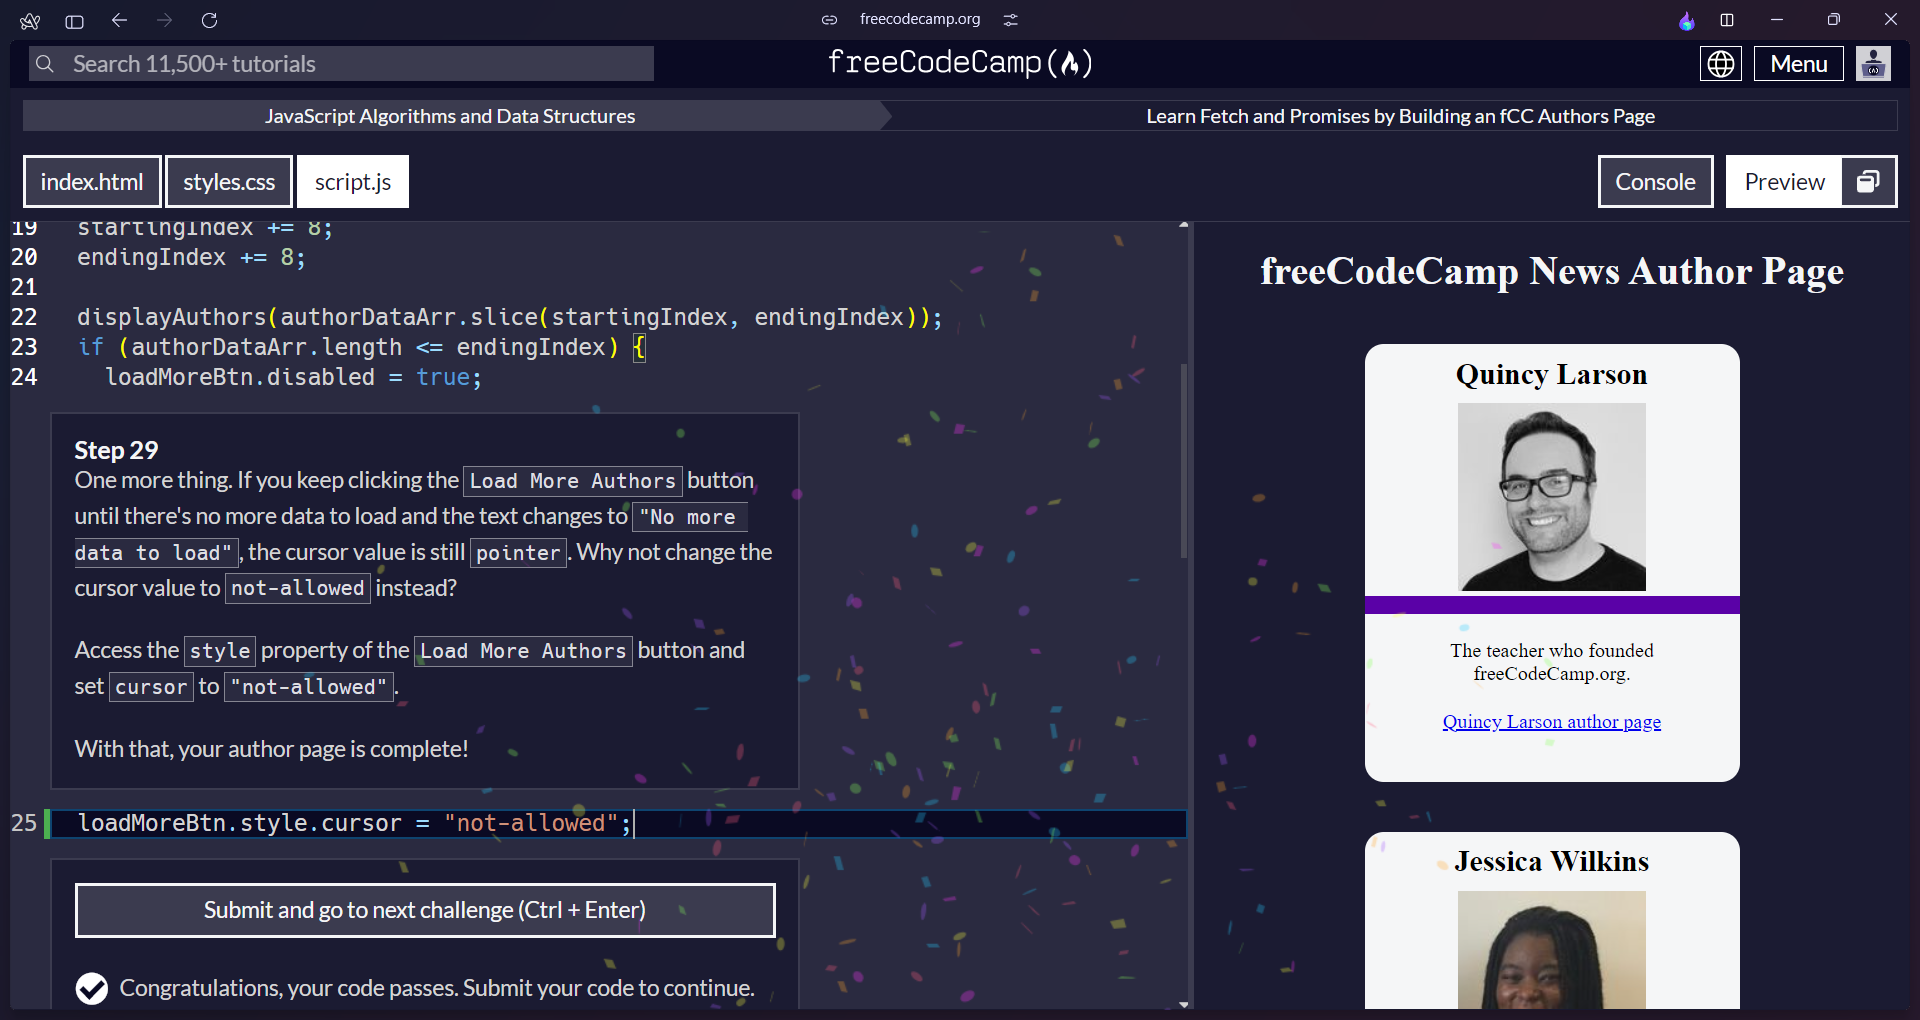 freecodecamp.org
Search 11,500+ tutorials
freeCodeCamp(🔥)
Menu
JavaScript Algorithms and Data Structures
Learn Fetch and Promises by Building an fCC Authors Page
index.html
styles.css
script.js
Console
Preview
19 startingIndex += 8;
20 endingIndex += 8;
21
22 displayAuthors(authorDataArr.slice(startingIndex, endingIndex));
23 if (authorDataArr.length <= endingIndex) {
24 loadMoreBtn.disabled = true;
Step 29
One more thing. If you keep clicking the Load More Authors button
until there's no more data to load and the text changes to "No more
data to load", the cursor value is still pointer. Why not change the
cursor value to not-allowed instead?
Access the style property of the Load More Authors button and
set cursor to "not-allowed".
With that, your author page is complete!
25 loadMoreBtn.style.cursor = "not-allowed";
Submit and go to next challenge (Ctrl + Enter)
Congratulations, your code passes. Submit your code to continue.
freeCodeCamp News Author Page
Quincy Larson
The teacher who founded
freeCodeCamp.org.
Quincy Larson author page
Jessica Wilkins